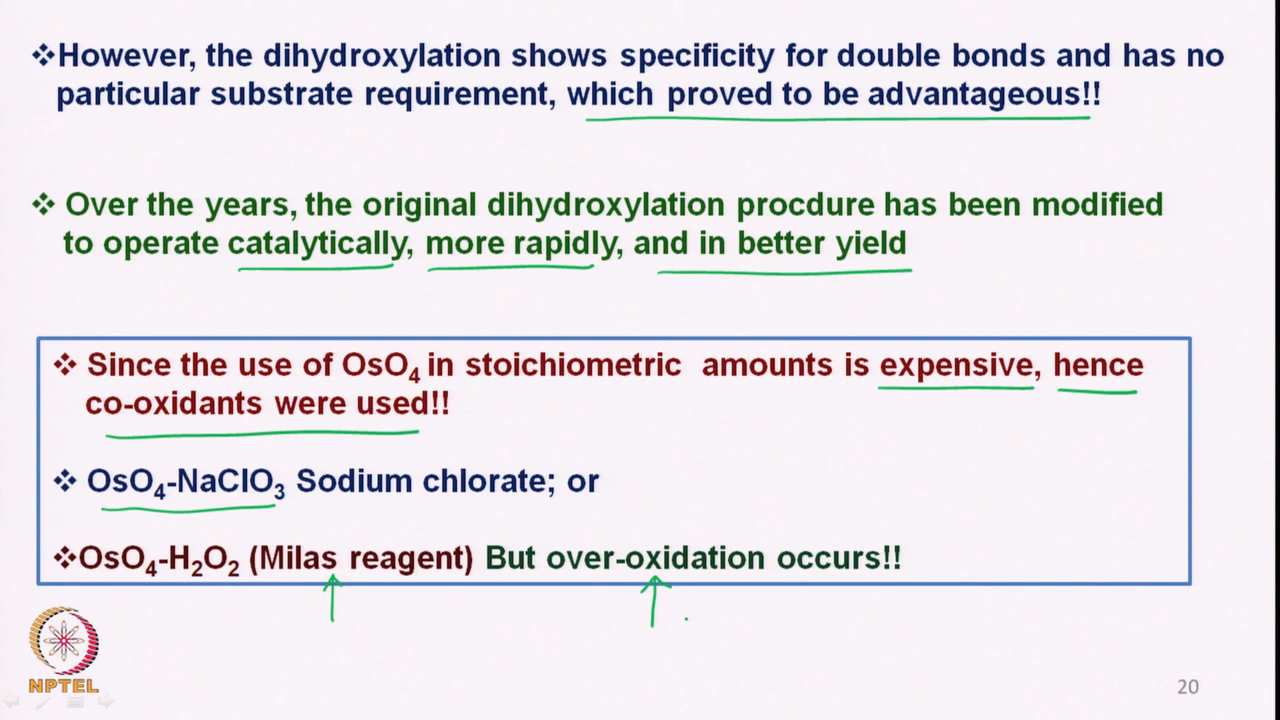 ❖However, the dihydroxylation shows specificity for double bonds and has no
particular substrate requirement, which proved to be advantageous!!
❖ Over the years, the original dihydroxylation procdure has been modified
to operate catalytically, more rapidly, and in better yield
❖ Since the use of OsO₄ in stoichiometric amounts is expensive, hence
co-oxidants were used!!
❖ OsO₄-NaClO₃ Sodium chlorate; or
❖OsO₄-H₂O₂ (Milas reagent) But over-oxidation occurs!!
NPTEL
20